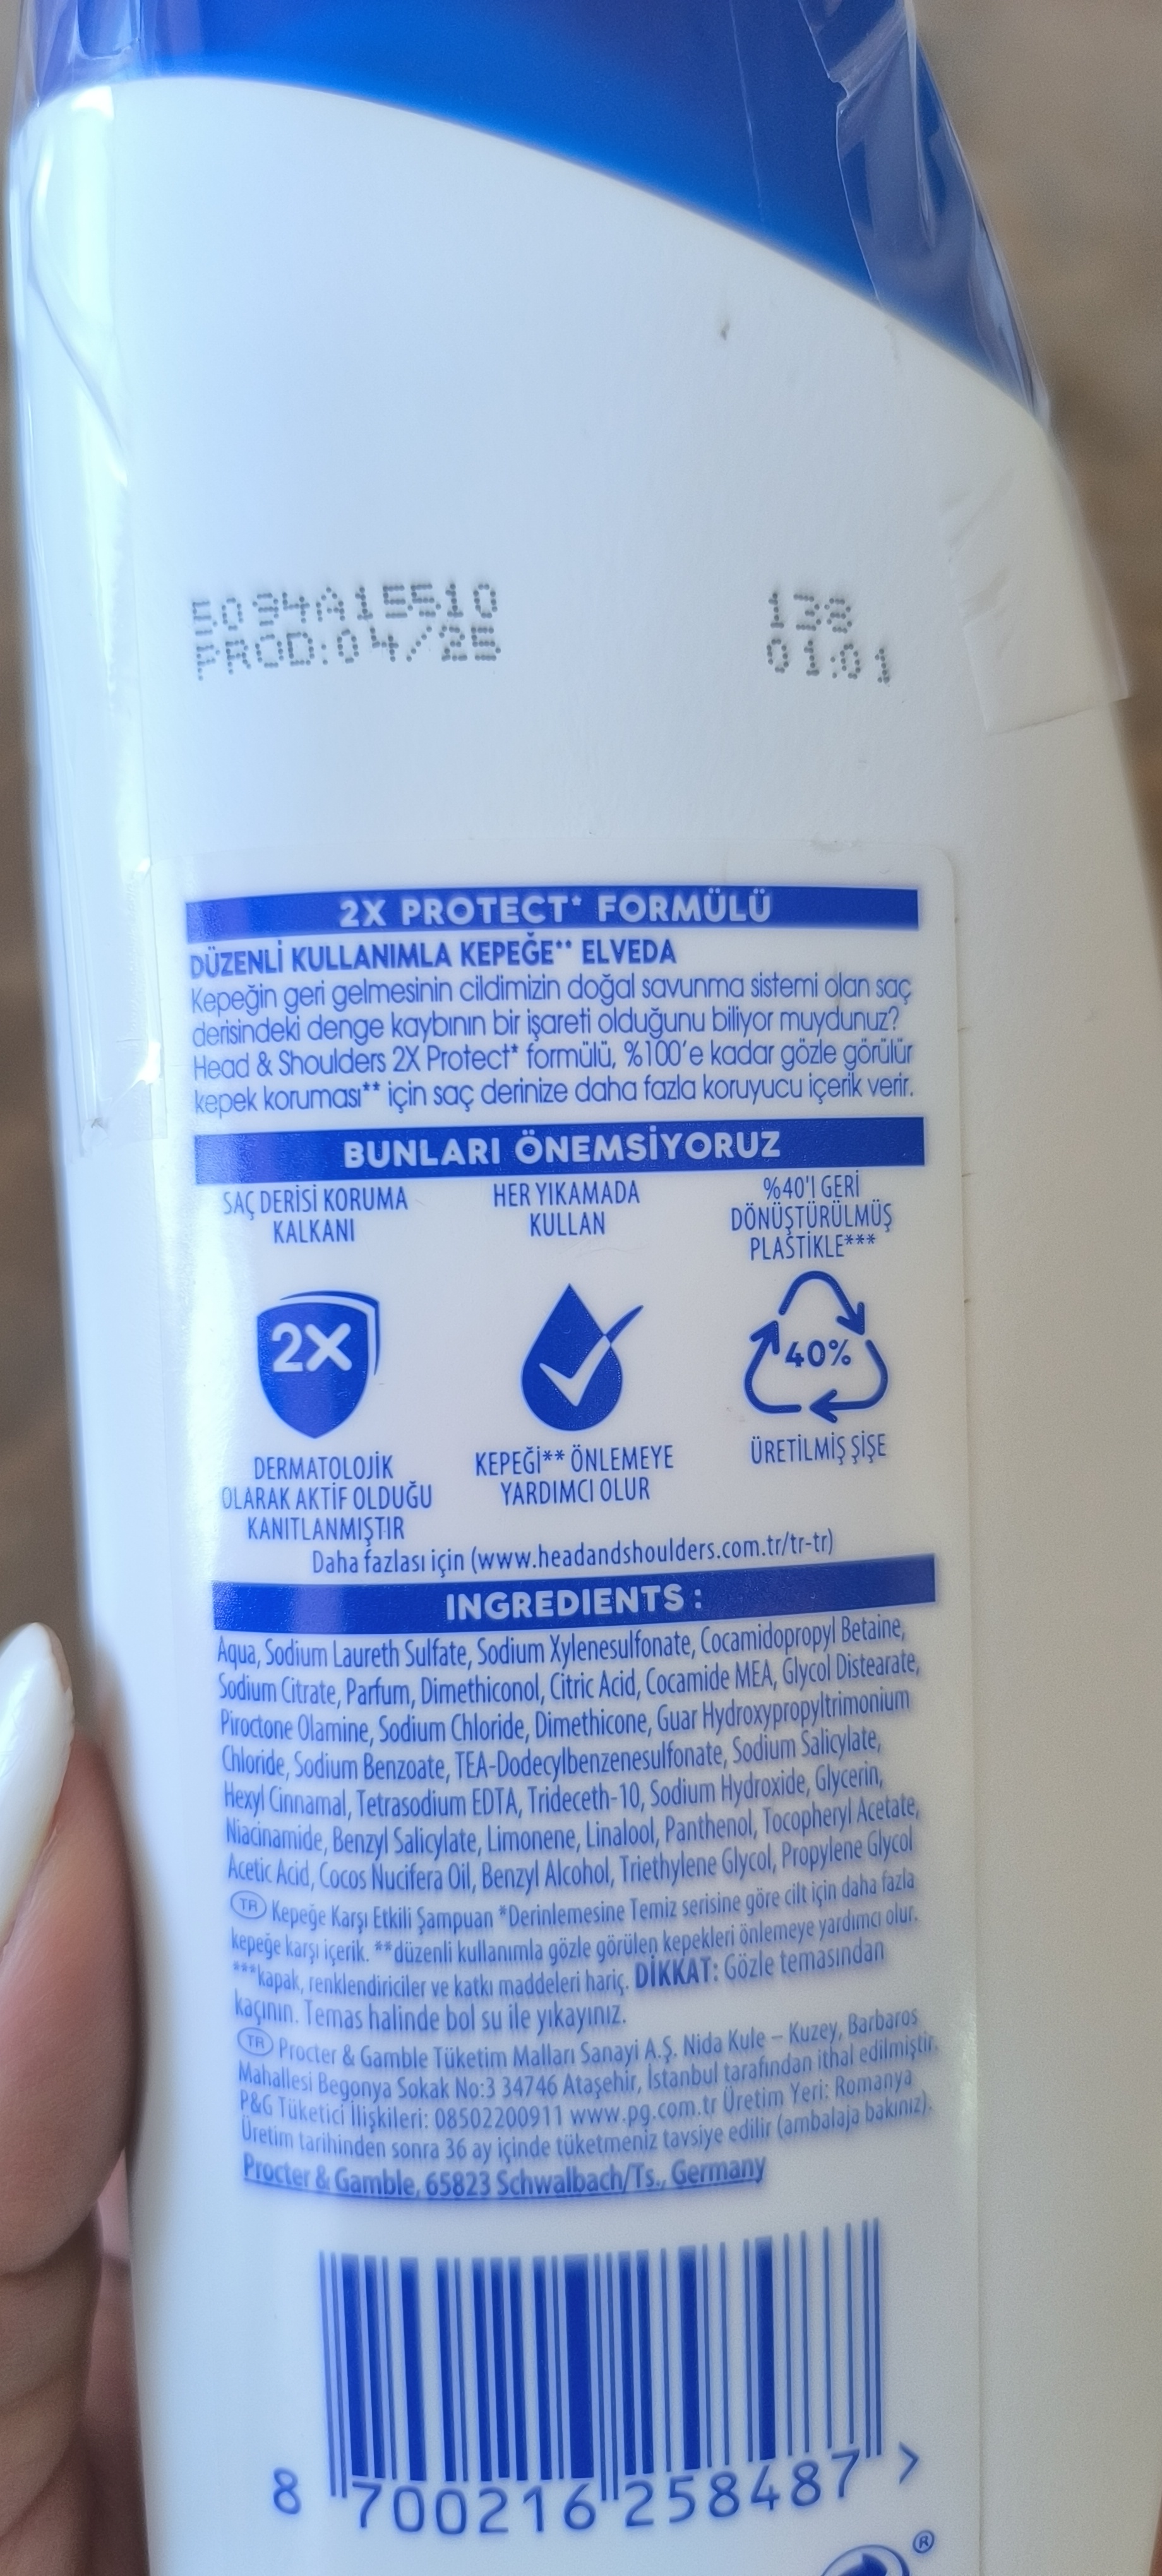 5094A15510 138
PROD:04/25 01:01
2X PROTECT* FORMÜLÜ
DÜZENLİ KULLANIMLA KEPEĞE** ELVEDA
Kepeğin geri gelmesinin cildimizin doğal savunma sistemi olan saç
derisindeki denge kaybının bir işareti olduğunu biliyor muydunuz?
Head & Shoulders 2X Protect* formülü, %100'e kadar gözle görülür
kepek koruması** için saç derinize daha fazla koruyucu içerik verir.
BUNLARI ÖNEMSİYORUZ
SAÇ DERİSİ KORUMA
KALKANI
2X
DERMATOLOJİK
OLARAK AKTİF OLDUĞU
KANITLANMIŞTIR
HER YIKAMADA
KULLAN
KEPEĞİ** ÖNLEMEYE
YARDIMCI OLUR
%40'I GERİ
DÖNÜŞTÜRÜLMÜŞ
PLASTİKLE***
40%
ÜRETİLMİŞ ŞİŞE
Daha fazlası için (www.headandshoulders.com.tr/tr-tr)
INGREDIENTS :
Aqua, Sodium Laureth Sulfate, Sodium Xylenesulfonate, Cocamidopropyl Betaine,
Sodium Citrate, Parfum, Dimethiconol, Citric Acid, Cocamide MEA, Glycol Distearate,
Piroctone Olamine, Sodium Chloride, Dimethicone, Guar Hydroxypropyltrimonium
Chloride, Sodium Benzoate, TEA-Dodecylbenzenesulfonate, Sodium Salicylate,
Hexyl Cinnamal, Tetrasodium EDTA, Trideceth-10, Sodium Hydroxide, Glycerin,
Niacinamide, Benzyl Salicylate, Limonene, Linalool, Panthenol, Tocopheryl Acetate,
Acetic Acid, Cocos Nucifera Oil, Benzyl Alcohol, Triethylene Glycol, Propylene Glycol
TR Kepeğe Karşı Etkili Şampuan *Derinlemesine Temiz serisine göre cilt için daha fazla
kepeğe karşı içerik. **düzenli kullanımla gözle görülen kepekleri önlemeye yardımcı olur.
***kapak, renklendiriciler ve katkı maddeleri hariç. DİKKAT: Gözle temasından
kaçının. Temas halinde bol su ile yıkayınız.
TR Procter & Gamble Tüketim Malları Sanayi A.Ş. Nida Kule – Kuzey, Barbaros
Mahallesi Begonya Sokak No:3 34746 Ataşehir, İstanbul tarafından ithal edilmiştir.
P&G Tüketici İlişkileri: 08502200911 www.pg.com.tr Üretim Yeri: Romanya
Üretim tarihinden sonra 36 ay içinde tüketmeniz tavsiye edilir (ambalaja bakınız).
Procter & Gamble, 65823 Schwalbach/Ts., Germany
8 700216 258487 >
®